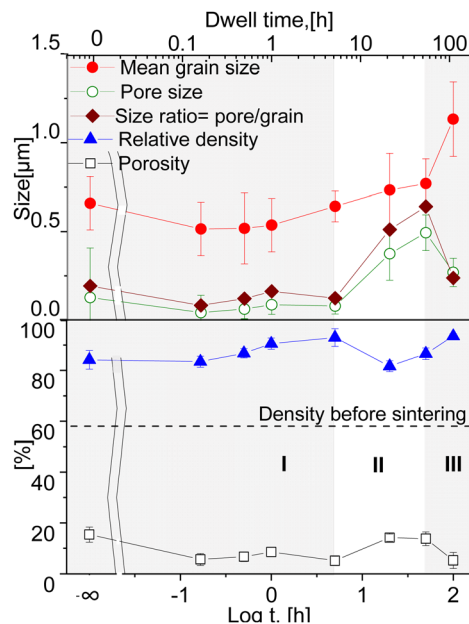 Dwell time,[h]
0 0.1 1 10 100
1.5
Mean grain size
Pore size
Size ratio= pore/grain
Relative density
Porosity
1.0
Size[µm]
0.5
0.0
100
80
Density before sintering
60
[%]
I II III
40
20
0
-∞ -1 0 1 2
Log t, [h]